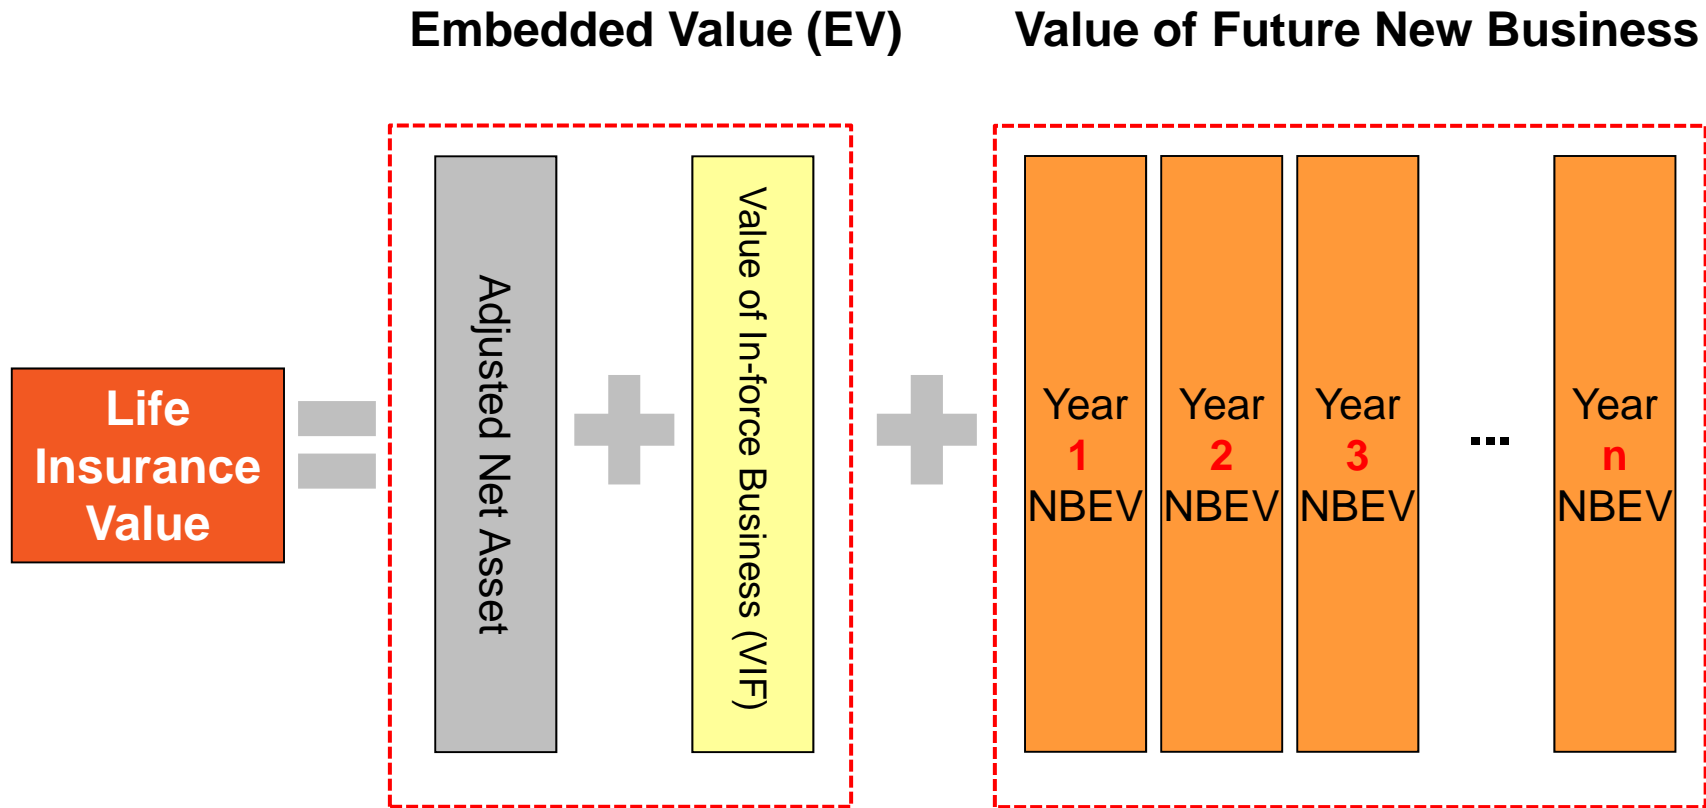 Embedded Value (EV)
Value of Future New Business
Life
Insurance
Value
Adjusted Net Asset
Value of In-force Business (VIF)
Year
1
NBEV
Year
2
NBEV
Year
3
NBEV
...
Year
n
NBEV